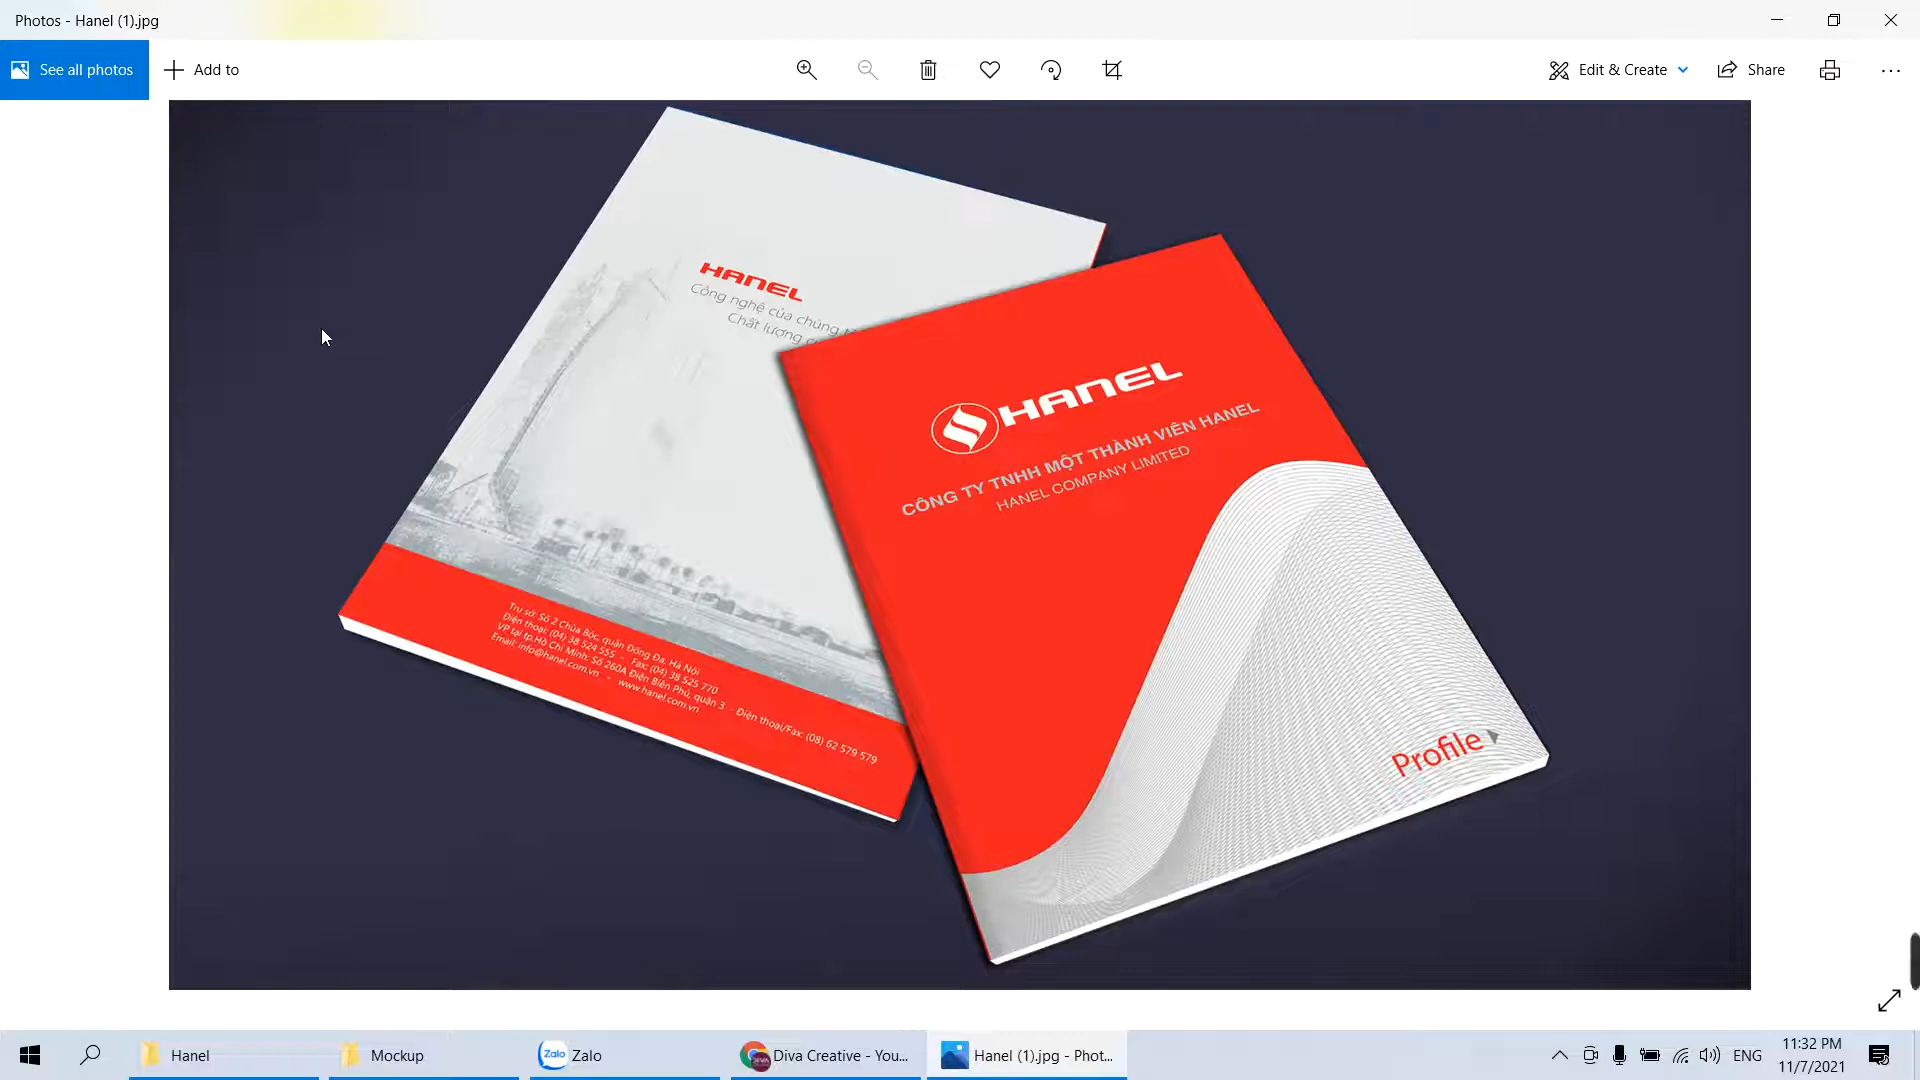 Photos - Hanel (1).jpg
See all photos
Add to
Edit & Create
Share
HANEL
Công nghệ của chúng
Chất lượng
HANEL
CÔNG TY TNHH MỘT THÀNH VIÊN HANEL
HANEL COMPANY LIMITED
Trụ sở: Số 2 Chùa Bộc, quận Đống Đa, Hà Nội
Điện thoại: (04) 38 524 555 - Fax: (04) 38 525 770
VP tại tp.Hồ Chí Minh: Số 260A Điện Biên Phủ, quận 3 - Điện thoại/Fax: (08) 62 579 579
Email: info@hanel.com.vn - www.hanel.com.vn
Profile
Hanel
Mockup
Zalo
Zalo
DIVA
Diva Creative - You...
Hanel (1).jpg - Phot...
ENG
11:32 PM
11/7/2021